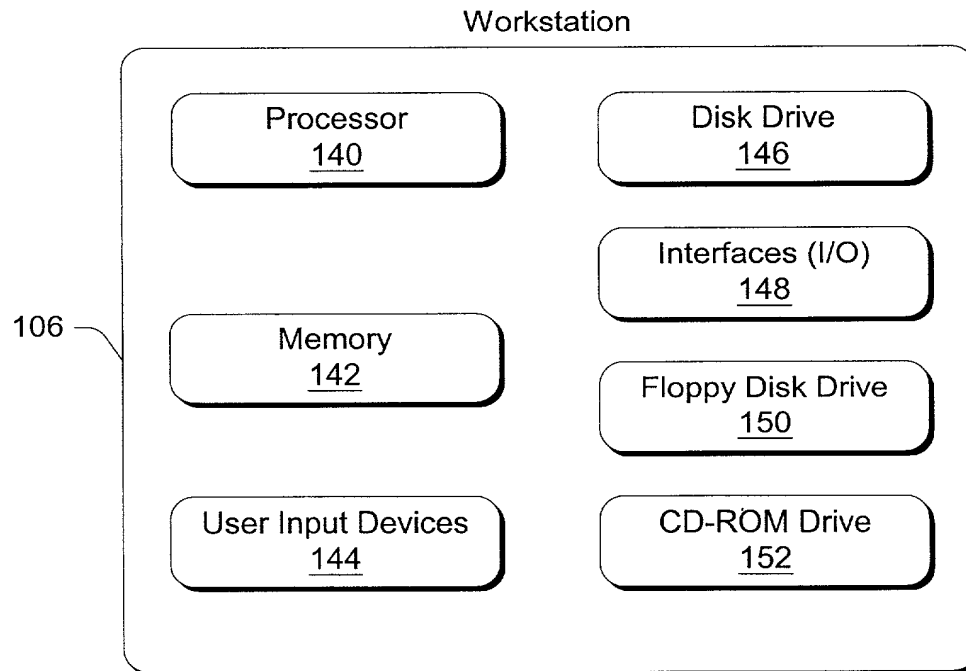 Workstation
Processor
140
Disk Drive
146
Interfaces (I/O)
148
106
Memory
142
Floppy Disk Drive
150
User Input Devices
144
CD-ROM Drive
152